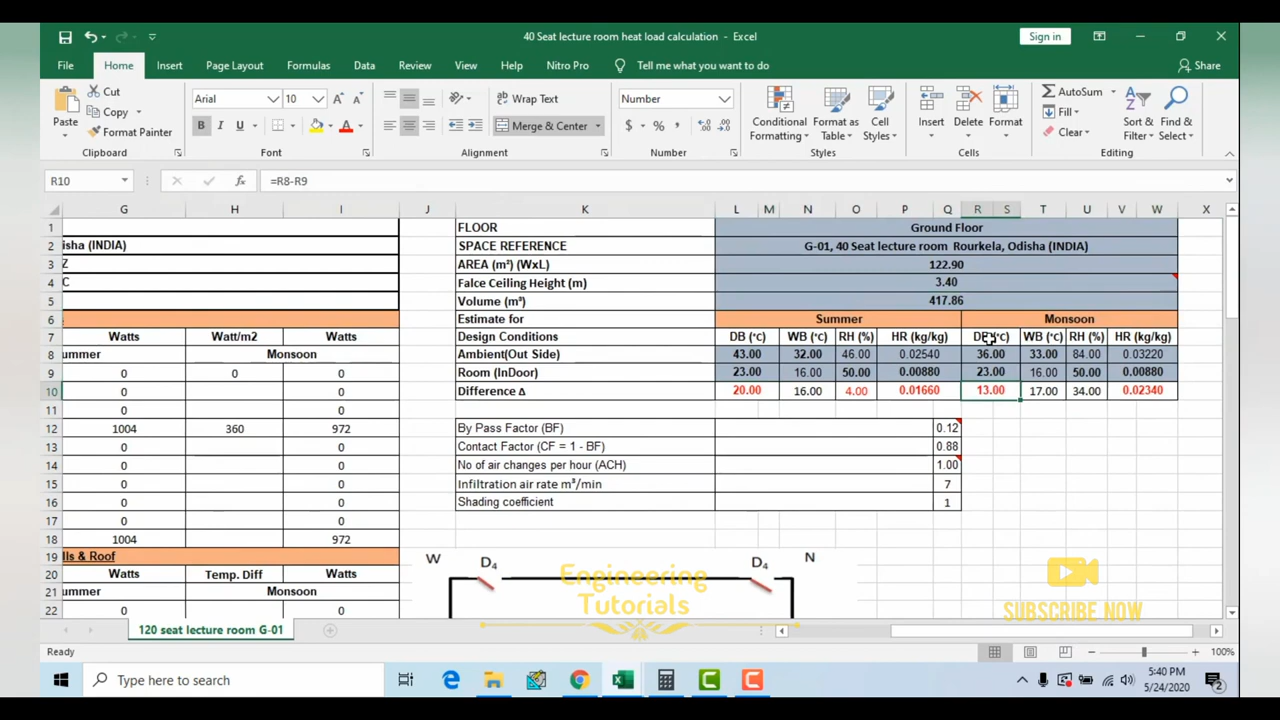 40 Seat lecture room heat load calculation - Excel
Sign in
File Home Insert Page Layout Formulas Data Review View Help Nitro Pro Tell me what you want to do Share
Paste
Cut
Copy
Format Painter
Arial 10
B I U
Wrap Text
Merge & Center
Number
$ % ,
Conditional Formatting
Format as Table
Cell Styles
Insert
Delete
Format
AutoSum
Fill
Clear
Sort & Filter
Find & Select
Clipboard Font Alignment Number Styles Cells Editing
R10 fx =R8-R9
G H I J K L M N O P Q R S T U V W X
1 FLOOR Ground Floor
2 isha (INDIA) SPACE REFERENCE G-01, 40 Seat lecture room Rourkela, Odisha (INDIA)
3 Z AREA (m²) (WxL) 122.90
4 C Falce Ceiling Height (m) 3.40
5 Volume (m³) 417.86
6 Estimate for Summer Monsoon
7 Watts Watt/m2 Watts Design Conditions DB (°c) WB (°c) RH (%) HR (kg/kg) (°c) WB (°c) RH (%) HR (kg/kg)
8 ummer Monsoon Ambient(Out Side) 43.00 32.00 46.00 0.02540 36.00 33.00 84.00 0.03220
9 0 0 0 Room (InDoor) 23.00 16.00 50.00 0.00880 23.00 16.00 50.00 0.00880
10 0 0 Difference Δ 20.00 16.00 4.00 0.01660 13.00 17.00 34.00 0.02340
11 0 0
12 1004 360 972 By Pass Factor (BF) 0.12
13 0 0 Contact Factor (CF = 1 - BF) 0.88
14 0 0 No of air changes per hour (ACH) 1.00
15 0 0 Infiltration air rate m³/min 7
16 0 0 Shading coefficient 1
17 0 0
18 1004 972
19 lls & Roof
20 Watts Temp. Diff Watts
21 ummer Monsoon
22 0 0
W D₄ D₄ N
Engineering
Tutorials
SUBSCRIBE NOW
120 seat lecture room G-01
Ready 100%
Type here to search
5:40 PM
5/24/2020
2